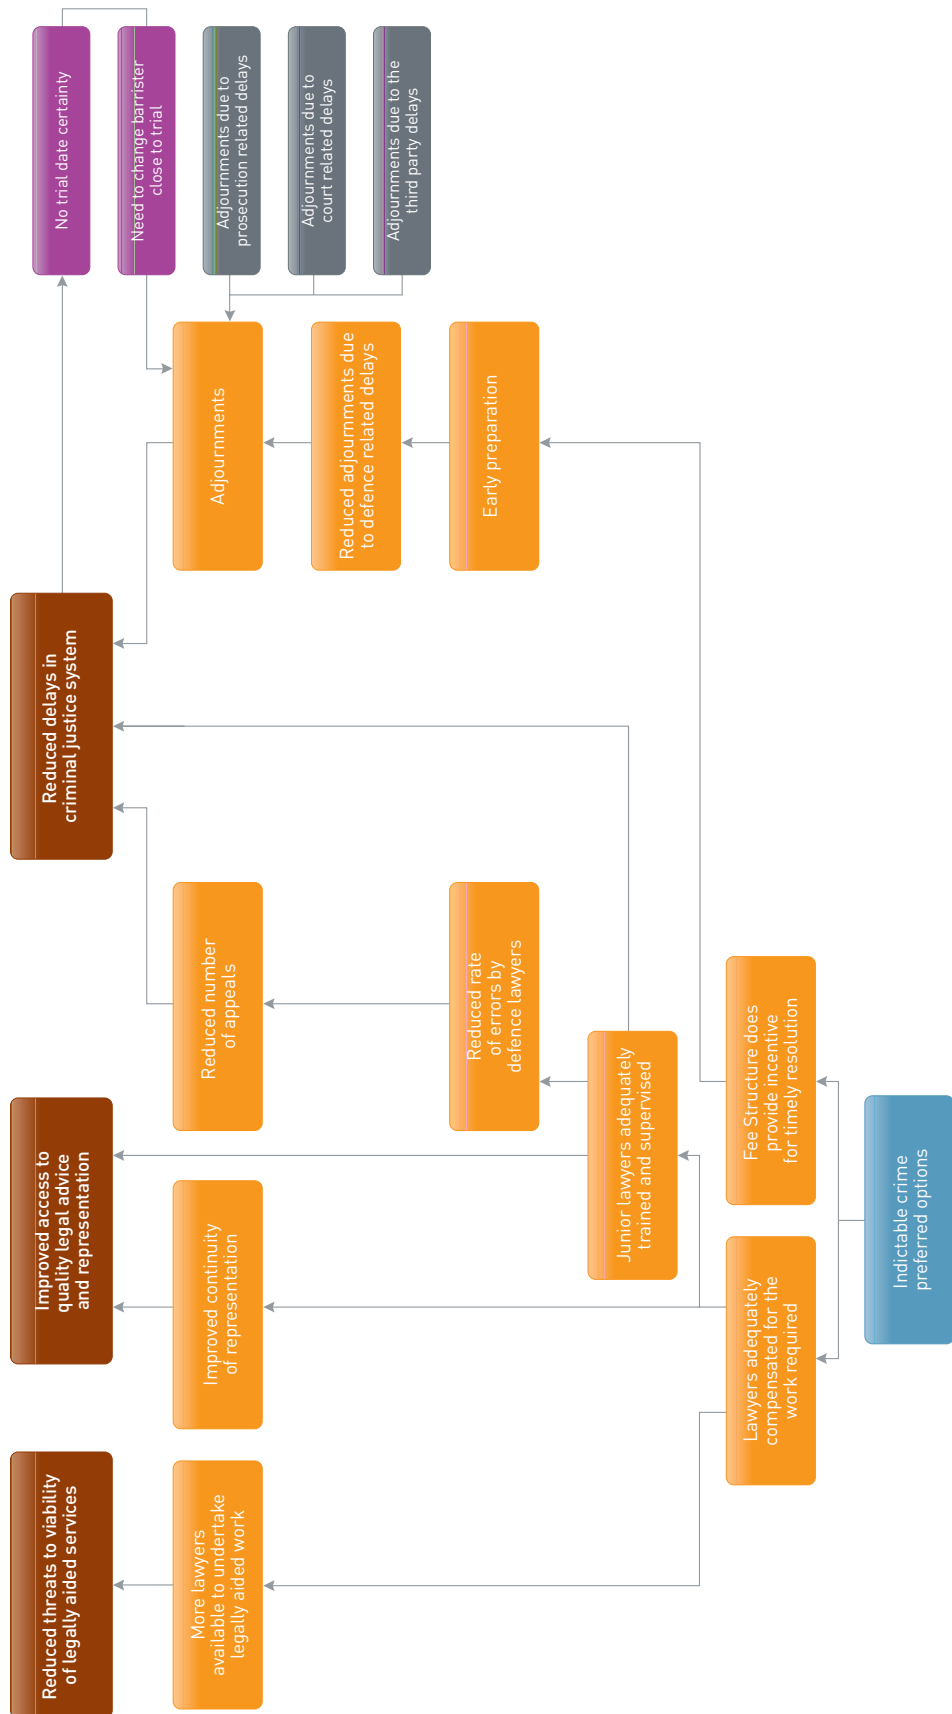 Reduced threats to viability
of legally aided services
Improved access to
quality legal advice
and representation
Reduced delays in
criminal justice system
No trial date certainty
Need to change barrister
close to trial
Adjournments due to
prosecution related delays
Adjournments due to
court related delays
Adjournments due to the
third party delays
More lawyers
available to undertake
legally aided work
Improved continuity
of representation
Reduced number
of appeals
Adjournments
Reduced adjournments due
to defence related delays
Reduced rate
of errors by
defence lawyers
Early preparation
Junior lawyers adequately
trained and supervised
Lawyers adequately
compensated for the
work required
Fee Structure does
provide incentive
for timely resolution
Indictable crime
preferred options